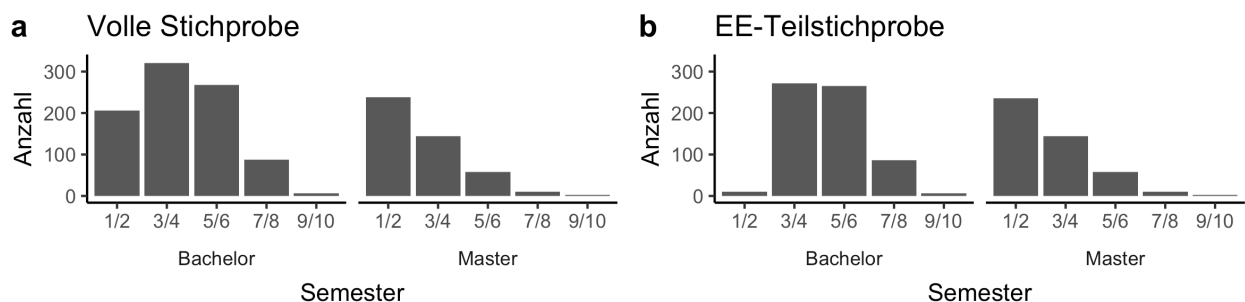 a Volle Stichprobe
Anzahl
300
200
100
0
1/2 3/4 5/6 7/8 9/10
1/2 3/4 5/6 7/8 9/10
Bachelor Master
Semester
b EE-Teilstichprobe
Anzahl
300
200
100
0
1/2 3/4 5/6 7/8 9/10
1/2 3/4 5/6 7/8 9/10
Bachelor Master
Semester